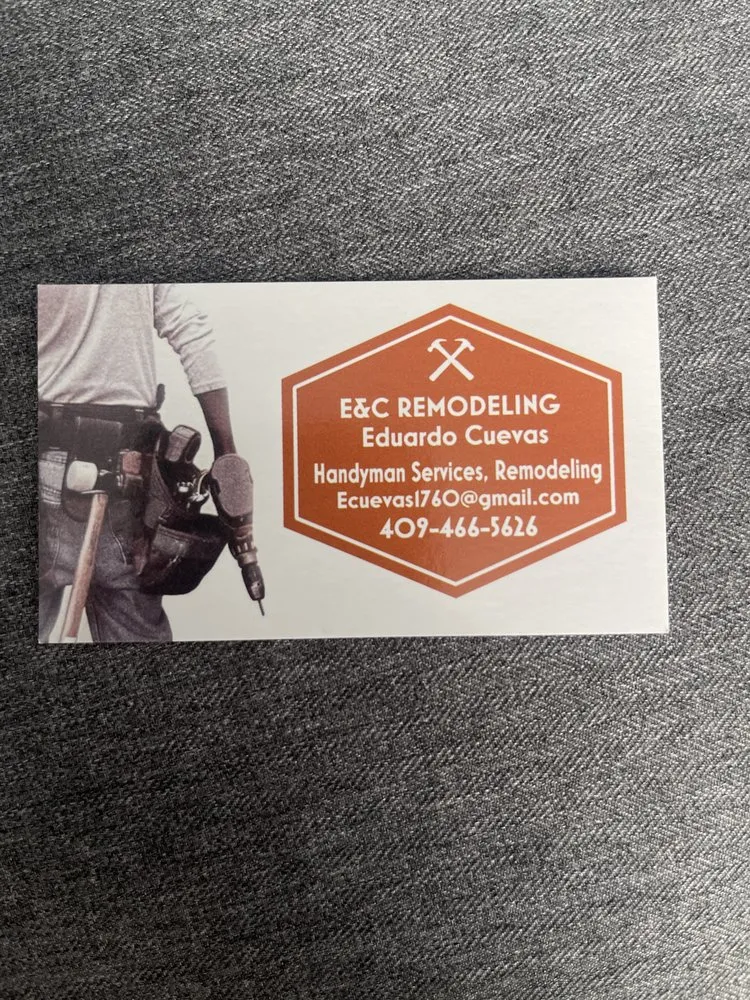 E&C REMODELING
Eduardo Cuevas
Handyman Services, Remodeling
Ecuevas1760@gmail.com
409-466-5626